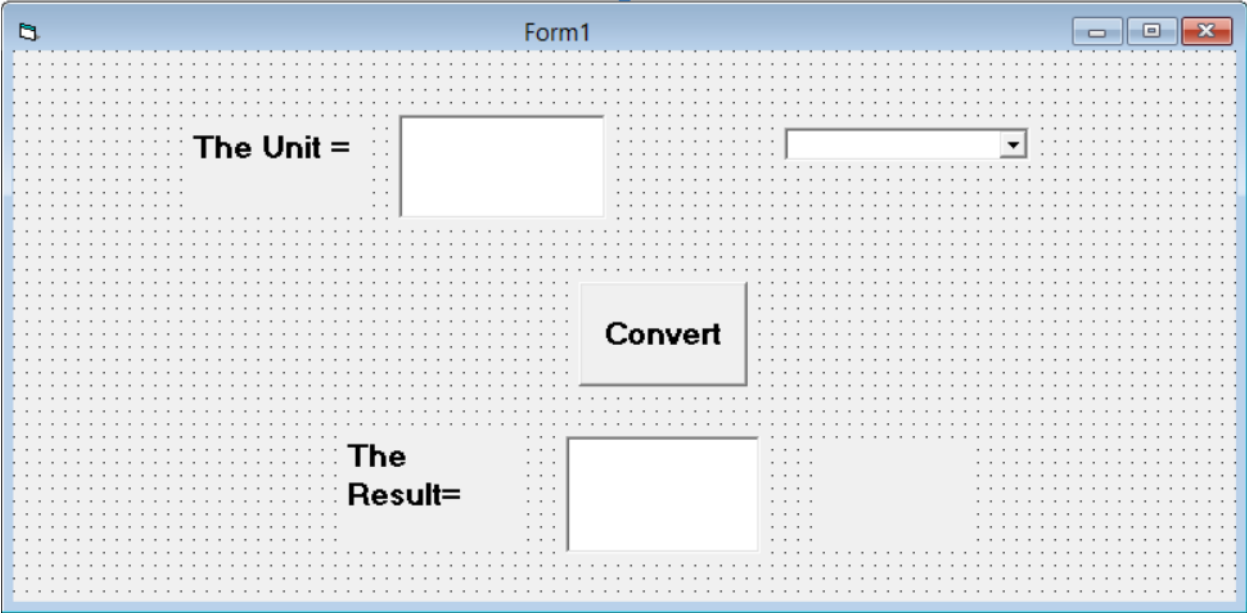 Form1
The Unit =
Convert
The
Result=